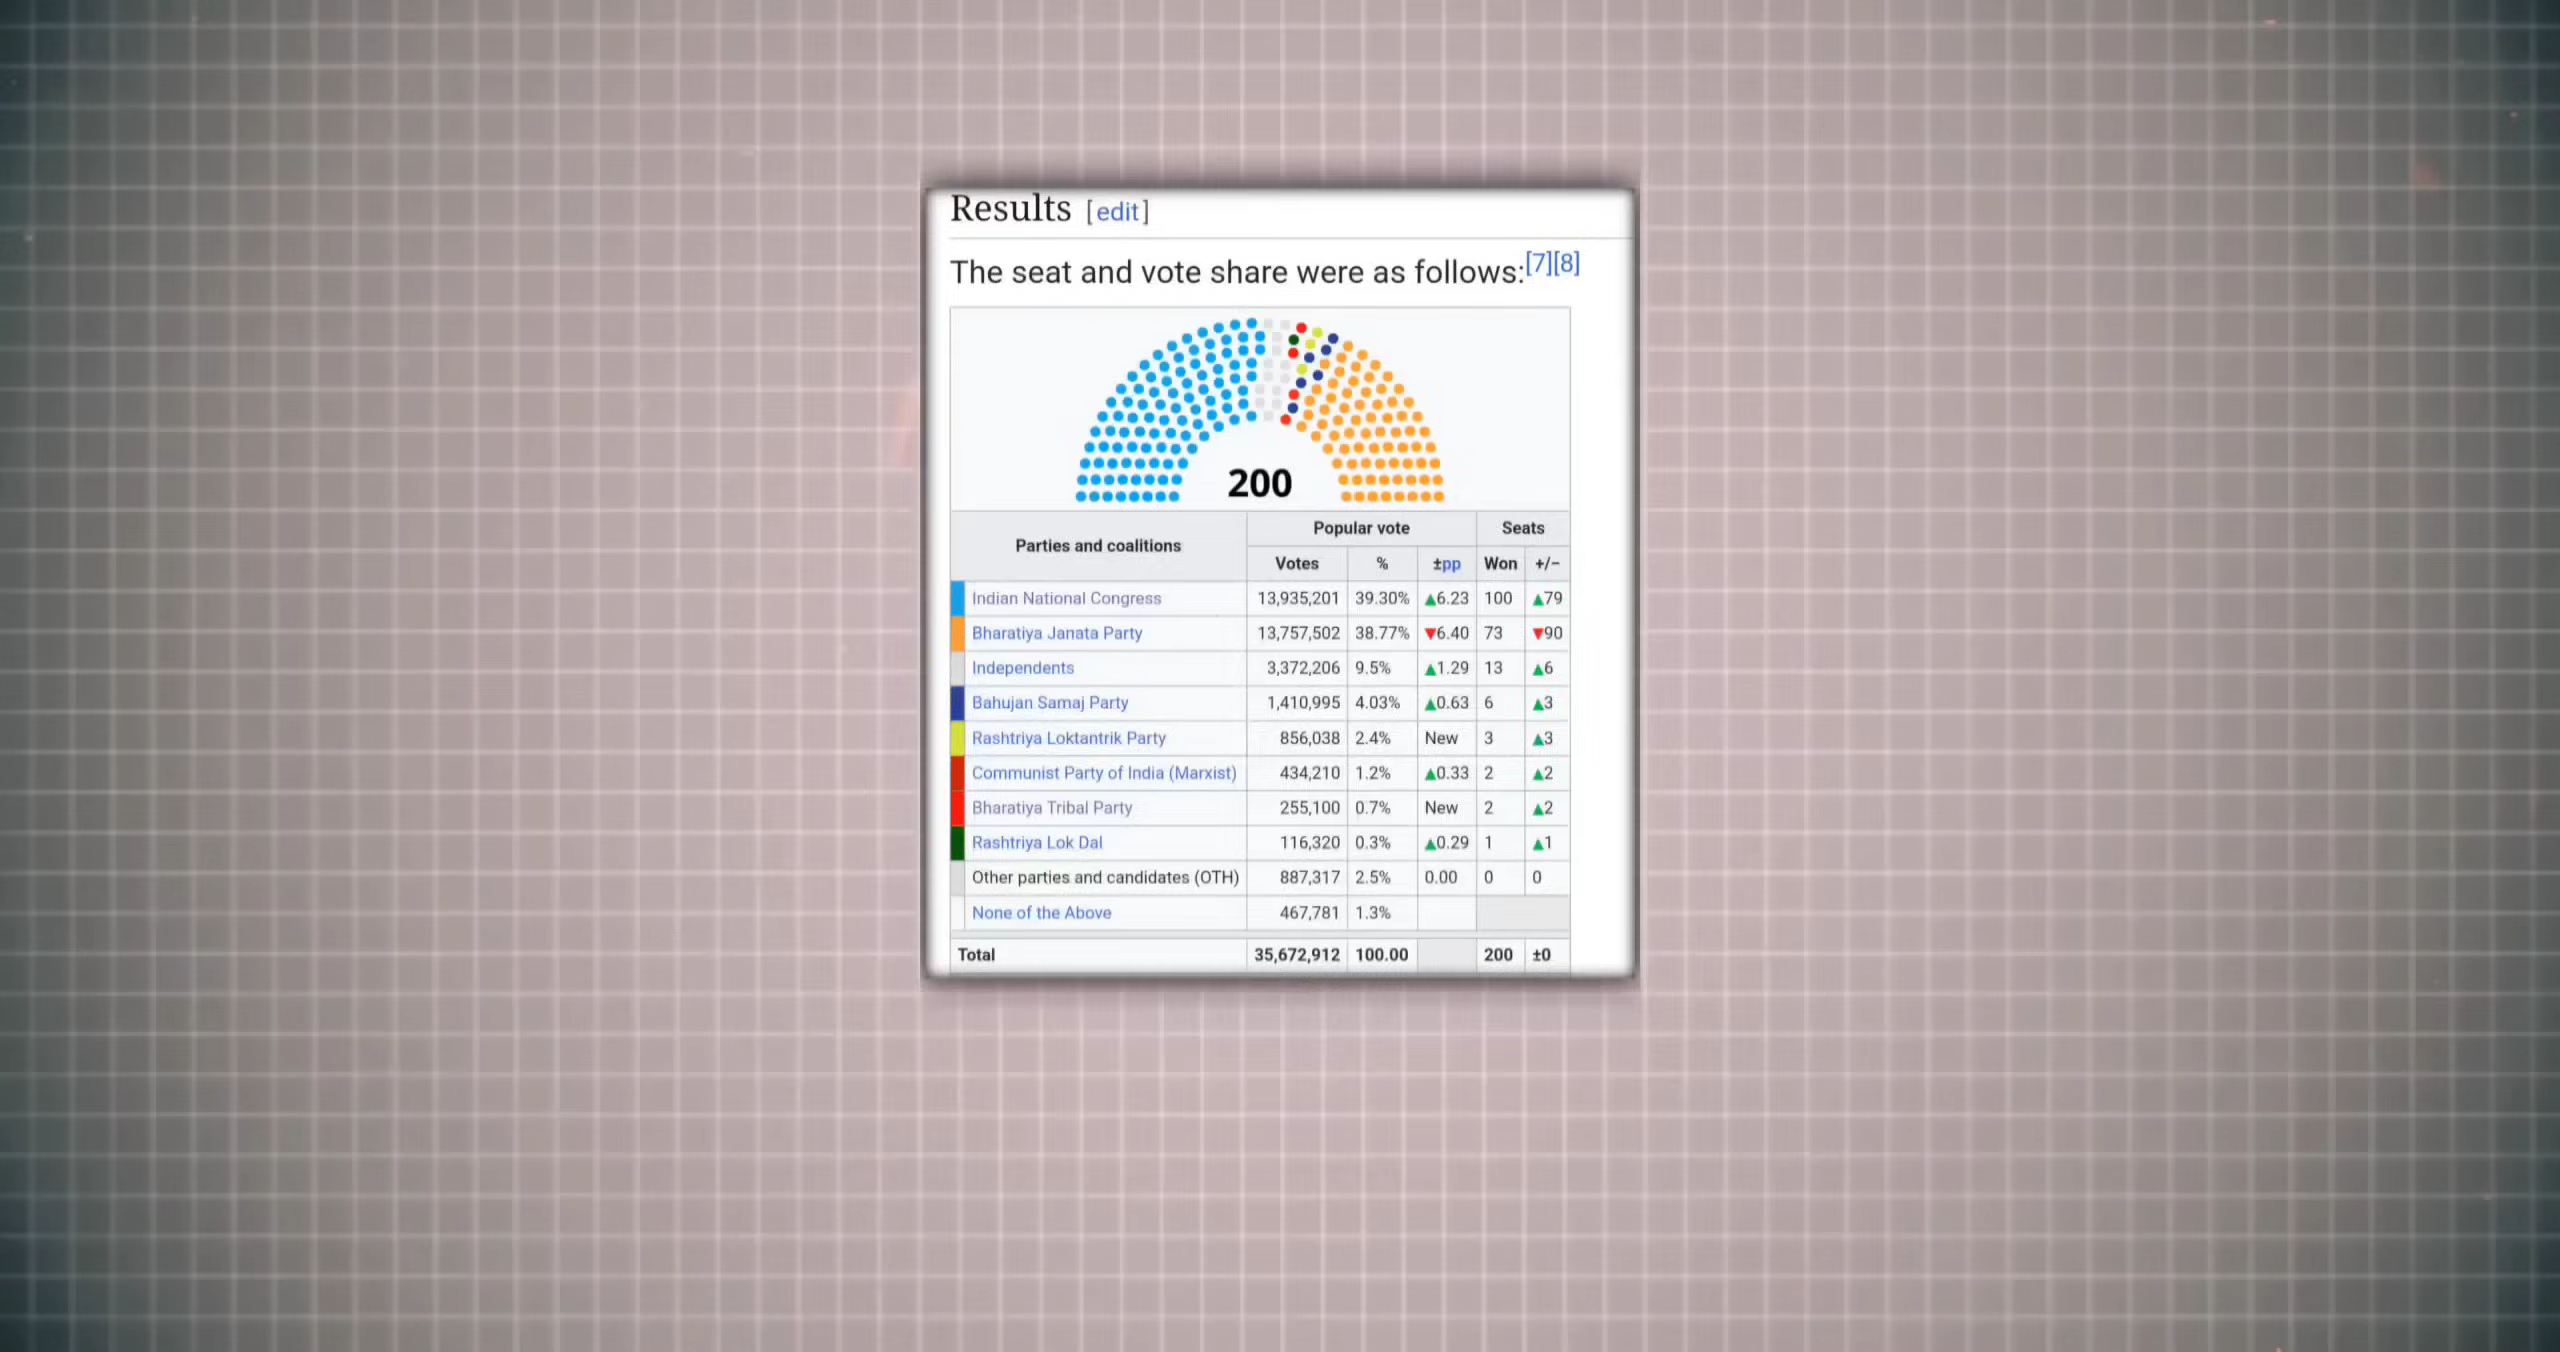 Results [edit]
The seat and vote share were as follows:[7][8]
200
Parties and coalitions Popular vote Seats
Votes % ±pp Won +/−
Indian National Congress 13,935,201 39.30% ▲6.23 100 ▲79
Bharatiya Janata Party 13,757,502 38.77% ▼6.40 73 ▼90
Independents 3,372,206 9.5% ▲1.29 13 ▲6
Bahujan Samaj Party 1,410,995 4.03% ▲0.63 6 ▲3
Rashtriya Loktantrik Party 856,038 2.4% New 3 ▲3
Communist Party of India (Marxist) 434,210 1.2% ▲0.33 2 ▲2
Bharatiya Tribal Party 255,100 0.7% New 2 ▲2
Rashtriya Lok Dal 116,320 0.3% ▲0.29 1 ▲1
Other parties and candidates (OTH) 887,317 2.5% 0.00 0 0
None of the Above 467,781 1.3%
Total 35,672,912 100.00 200 ±0